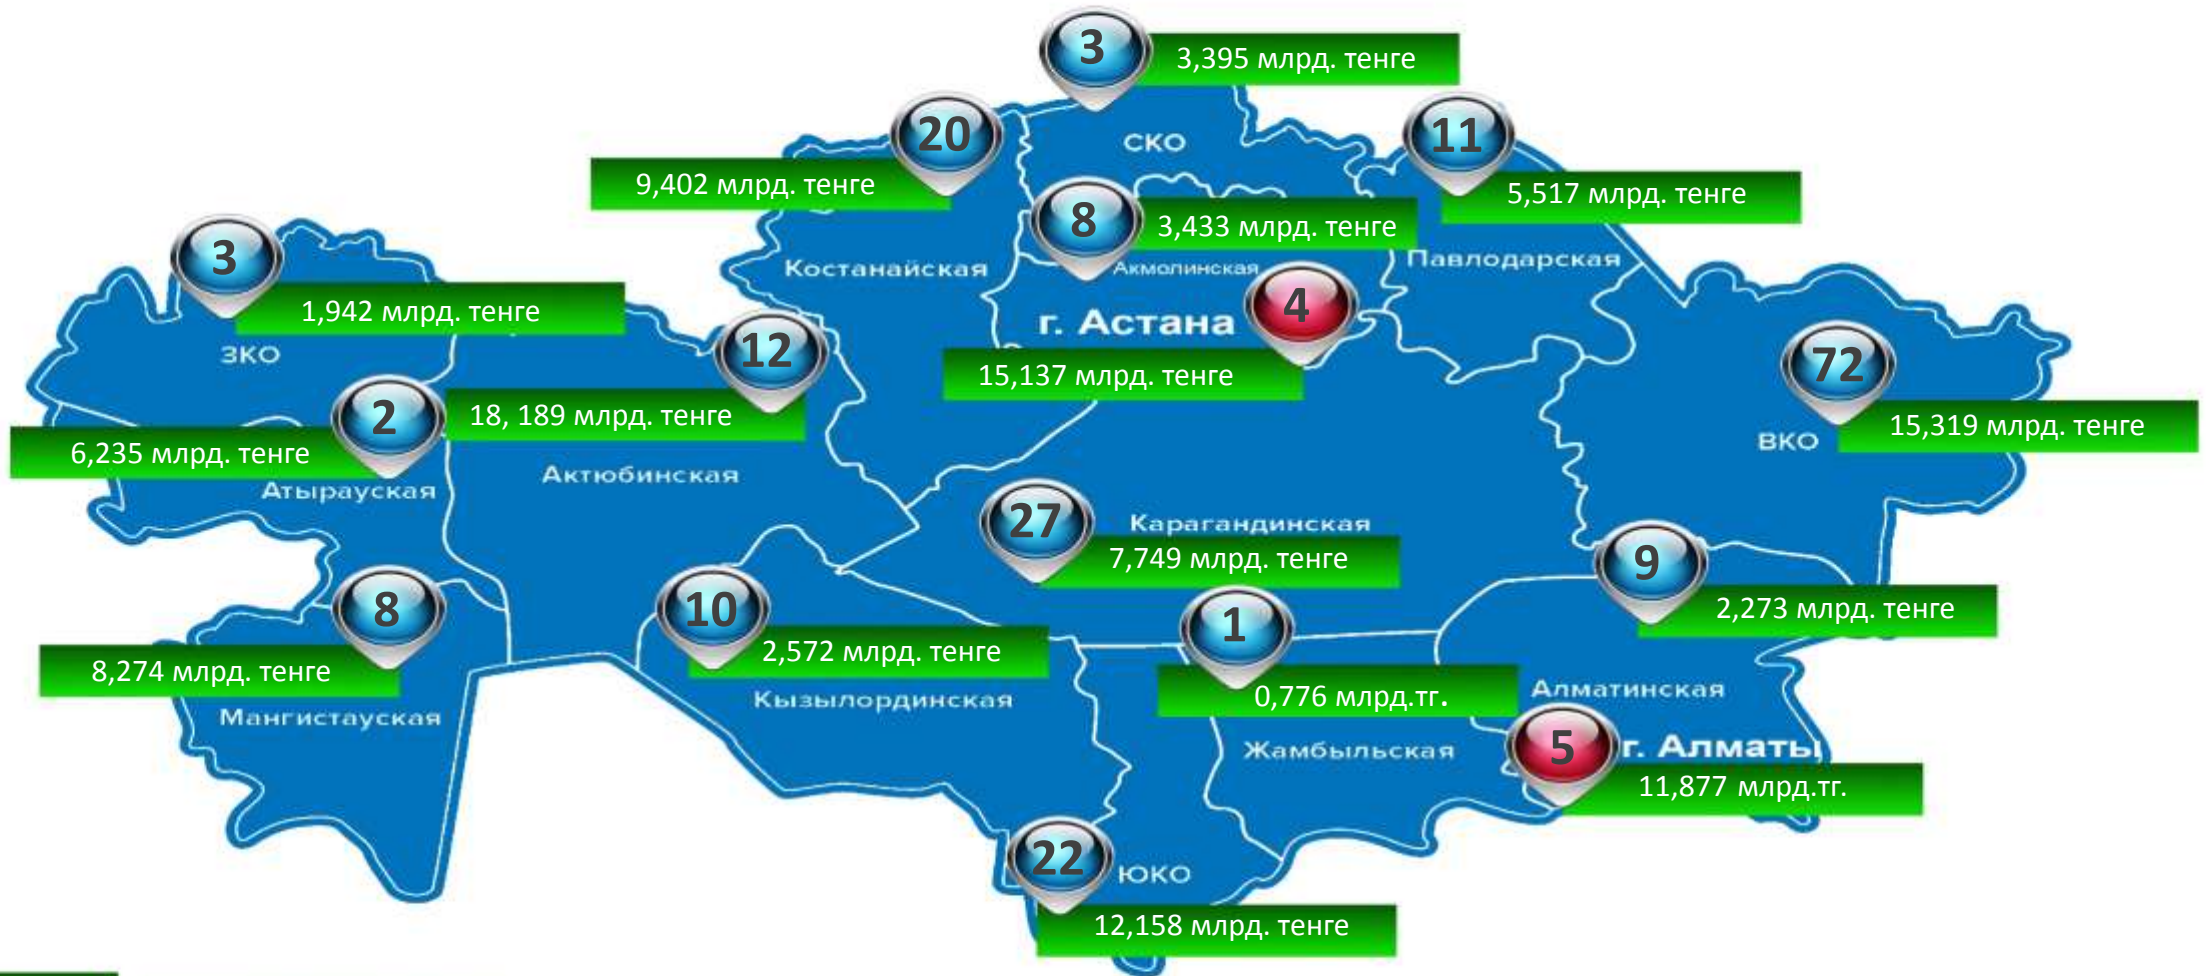 3
3,395 млрд. тенге
20
9,402 млрд. тенге
СКО
11
5,517 млрд. тенге
8
3,433 млрд. тенге
Костанайская
Акмолинская
Павлодарская
3
1,942 млрд. тенге
ЗКО
г. Астана
4
15,137 млрд. тенге
12
18, 189 млрд. тенге
72
15,319 млрд. тенге
ВКО
2
6,235 млрд. тенге
Атырауская
Актюбинская
27
Карагандинская
7,749 млрд. тенге
9
2,273 млрд. тенге
8
8,274 млрд. тенге
Мангистауская
10
2,572 млрд. тенге
Кызылординская
1
0,776 млрд.тг.
Жамбыльская
Алматинская
5
г. Алматы
11,877 млрд.тг.
22
ЮКО
12,158 млрд. тенге